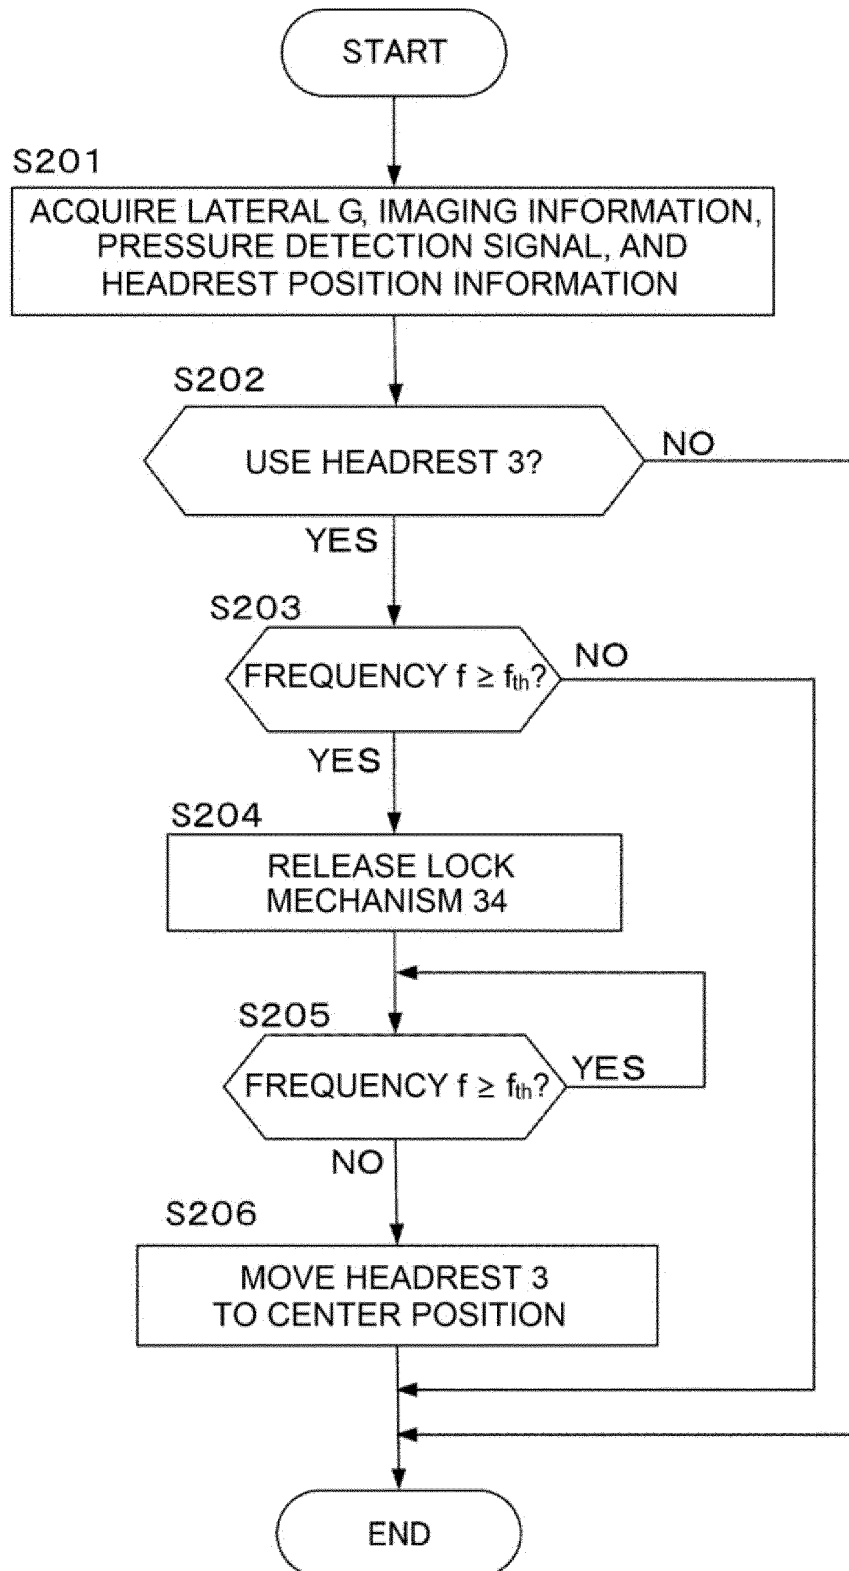 START
S201
ACQUIRE LATERAL G, IMAGING INFORMATION,
PRESSURE DETECTION SIGNAL, AND
HEADREST POSITION INFORMATION
S202
USE HEADREST 3?
NO
YES
S203
FREQUENCY f ≥ fth?
NO
YES
S204
RELEASE LOCK
MECHANISM 34
S205
FREQUENCY f ≥ fth?
YES
NO
S206
MOVE HEADREST 3
TO CENTER POSITION
END